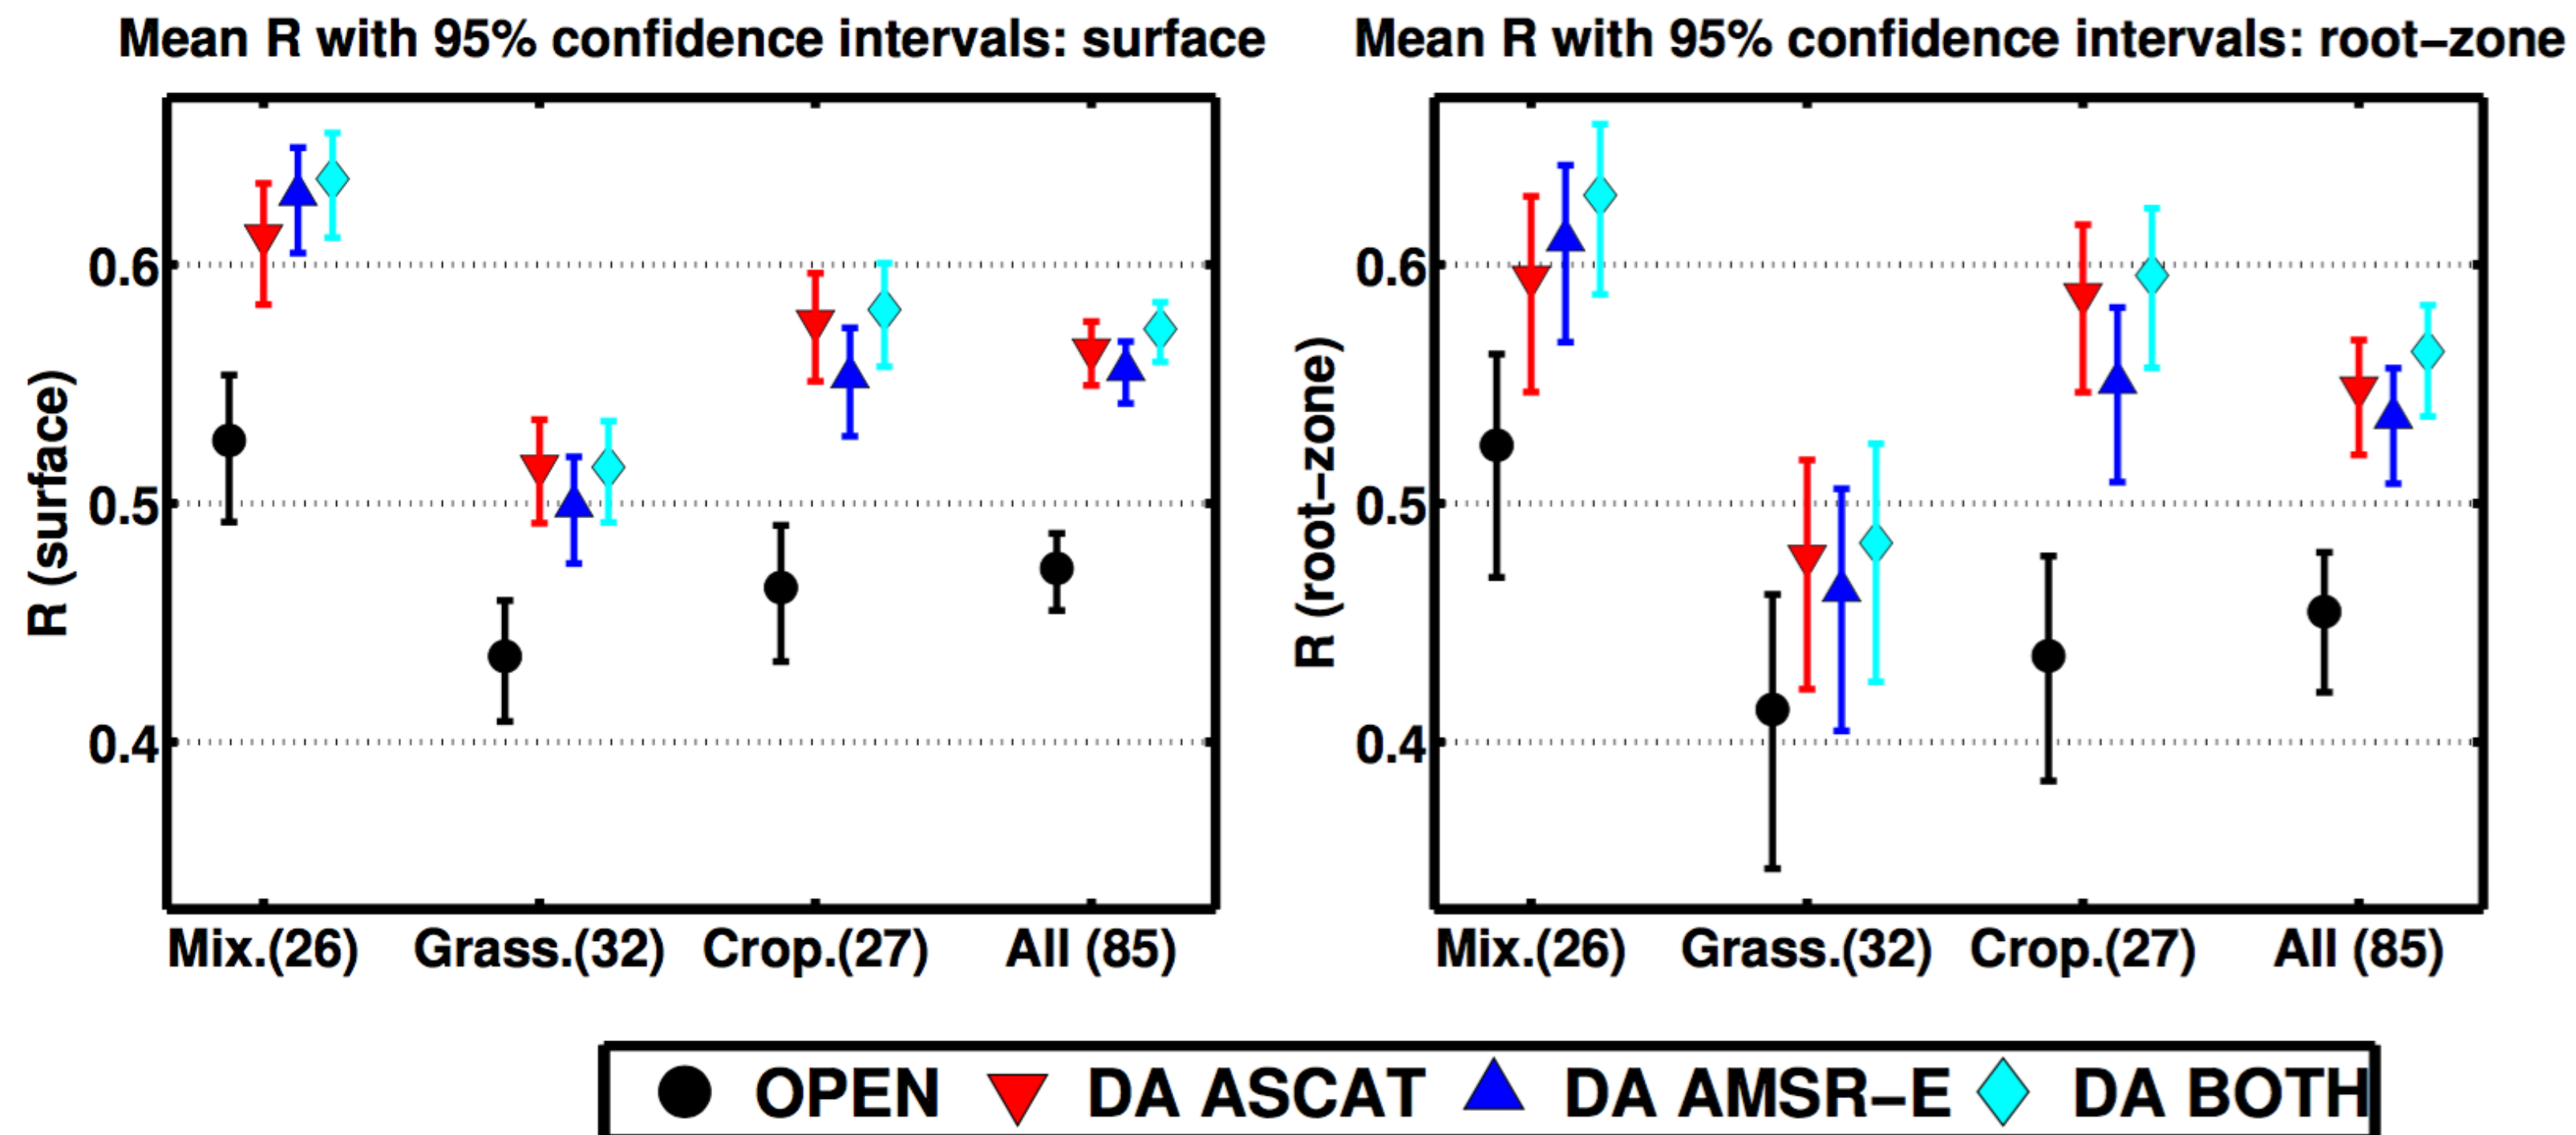 Mean R with 95% confidence intervals: surface
R (surface)
0.6
0.5
0.4
Mix.(26) Grass.(32) Crop.(27) All (85)
Mean R with 95% confidence intervals: root−zone
R (root−zone)
0.6
0.5
0.4
Mix.(26) Grass.(32) Crop.(27) All (85)
OPEN DA ASCAT DA AMSR−E DA BOTH